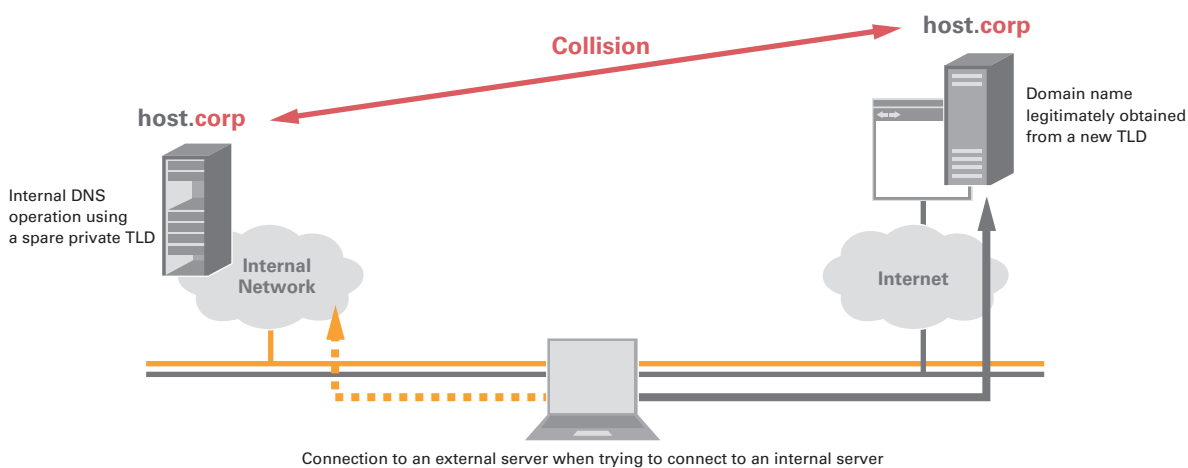 host.corp
Collision
host.corp
Domain name
legitimately obtained
from a new TLD
Internal DNS
operation using
a spare private TLD
Internal
Network
Internet
Connection to an external server when trying to connect to an internal server